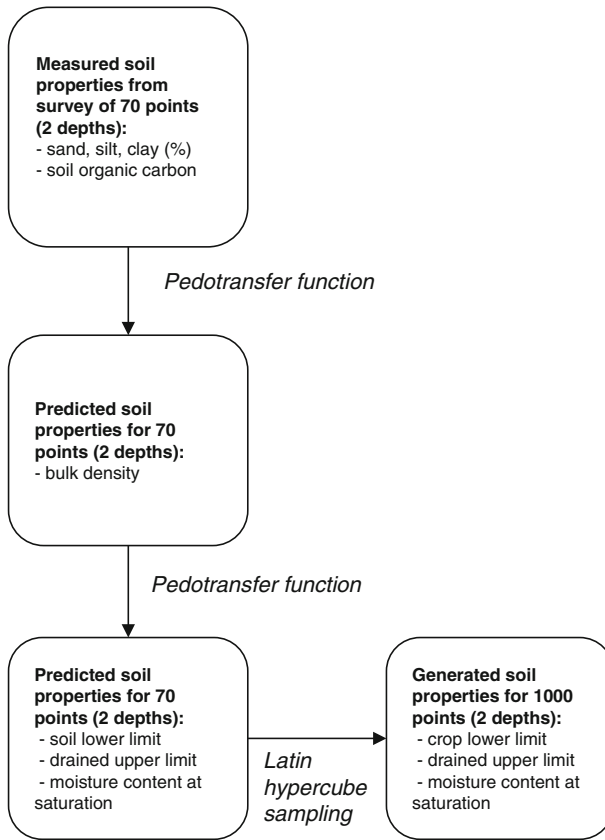 Measured soil
properties from
survey of 70 points
(2 depths):
- sand, silt, clay (%)
- soil organic carbon
Pedotransfer function
Predicted soil
properties for 70
points (2 depths):
- bulk density
Pedotransfer function
Predicted soil
properties for 70
points (2 depths):
- soil lower limit
- drained upper limit
- moisture content at
saturation
Latin
hypercube
sampling
Generated soil
properties for 1000
points (2 depths):
- crop lower limit
- drained upper limit
- moisture content at
saturation